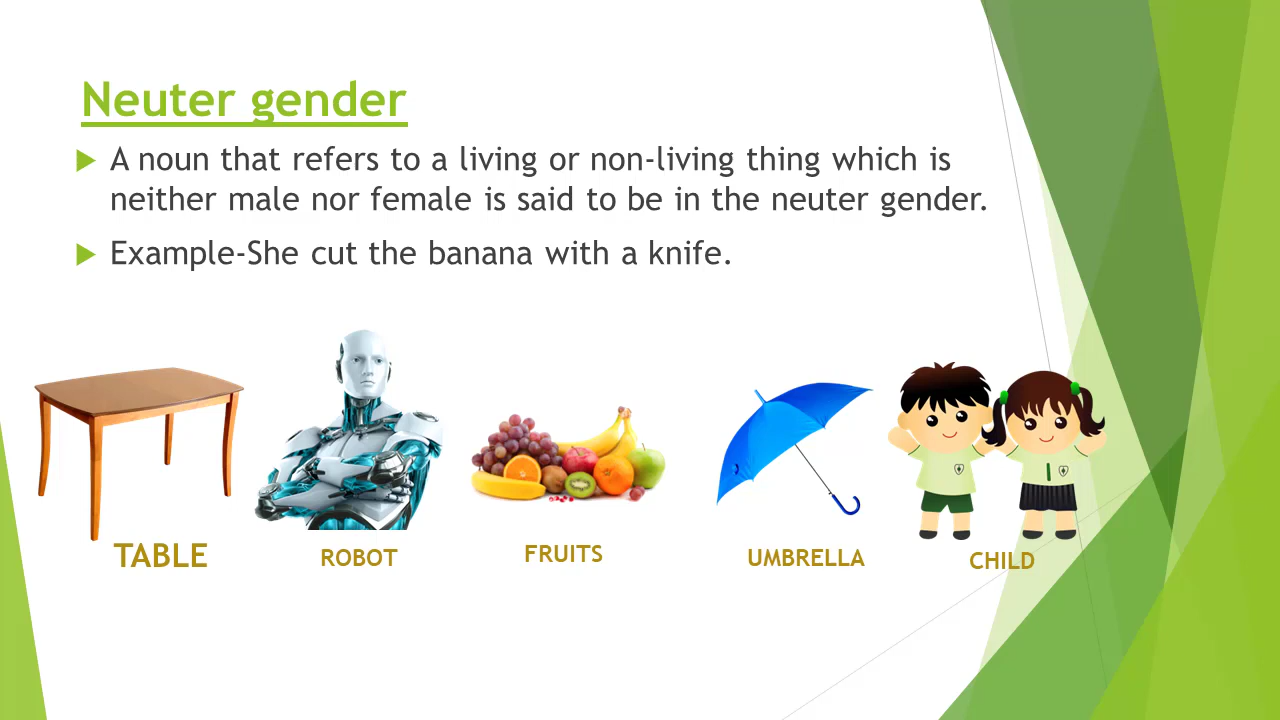 Neuter gender
A noun that refers to a living or non-living thing which is
neither male nor female is said to be in the neuter gender.
Example-She cut the banana with a knife.
TABLE
ROBOT
FRUITS
UMBRELLA
CHILD